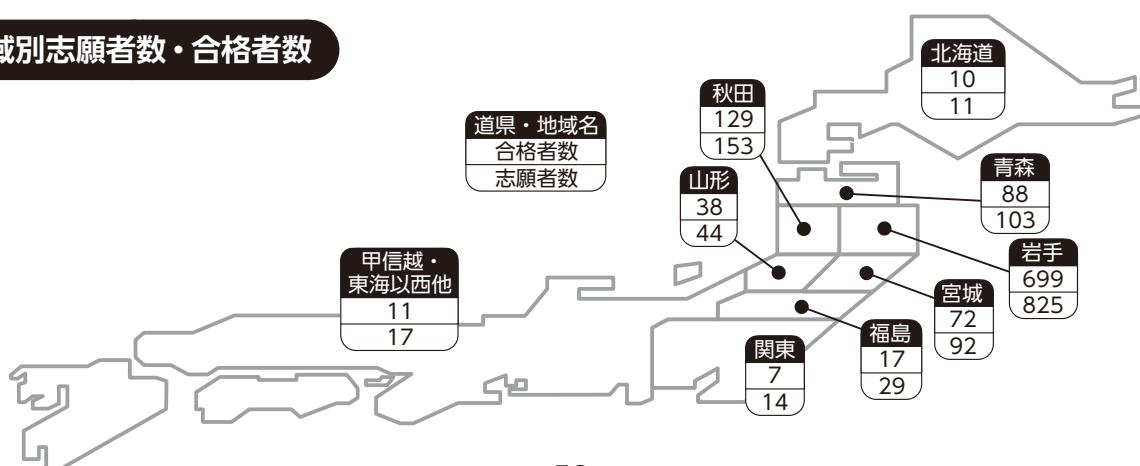 域別志願者数・合格者数
道県・地域名
合格者数
志願者数
北海道
10
11
秋田
129
153
青森
88
103
山形
38
44
岩手
699
825
宮城
72
92
福島
17
29
関東
7
14
甲信越・
東海以西他
11
17